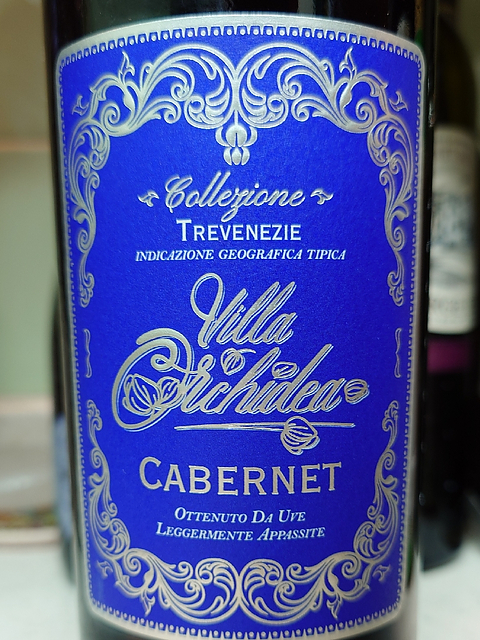 Collezione
TREVENEZIE
INDICAZIONE GEOGRAFICA TIPICA
Villa
Orchidea
CABERNET
OTTENUTO DA UVE
LEGGERMENTE APPASSITE